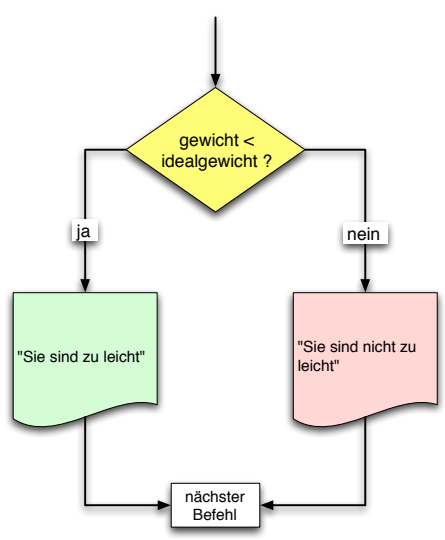 gewicht <
idealgewicht ?
ja
nein
"Sie sind zu leicht"
"Sie sind nicht zu
leicht"
nächster
Befehl